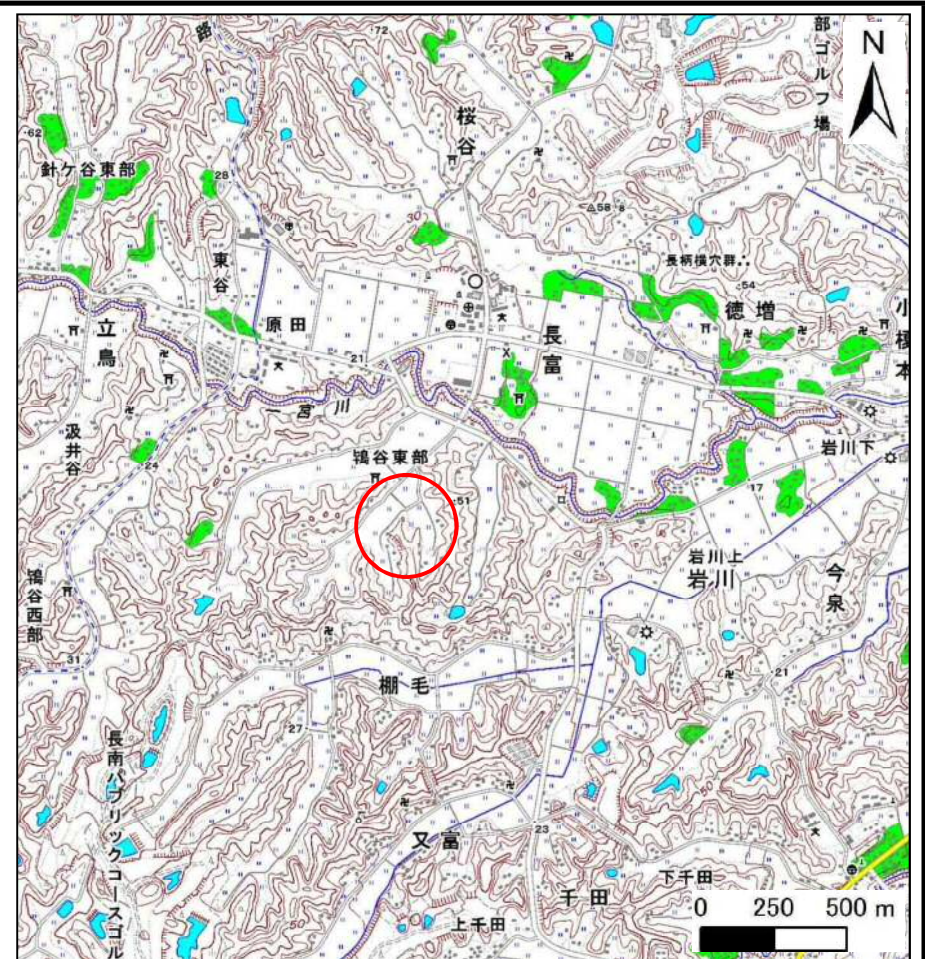 路
・72
部ゴルフ場
N
桜谷
・62
針ケ谷東部
28
△58・8
30
東谷
長柄横穴群
・54
徳増
小榎本
立鳥
原田
21
長富
一宮川
汲井谷
・24
鴇谷東部
・51
岩川下
17
岩川上
岩川
今泉
鴇谷西部
31
棚毛
21
27
長南パブリックコースゴル
又富
23
下千田
千田
上千田
50
0 250 500 m